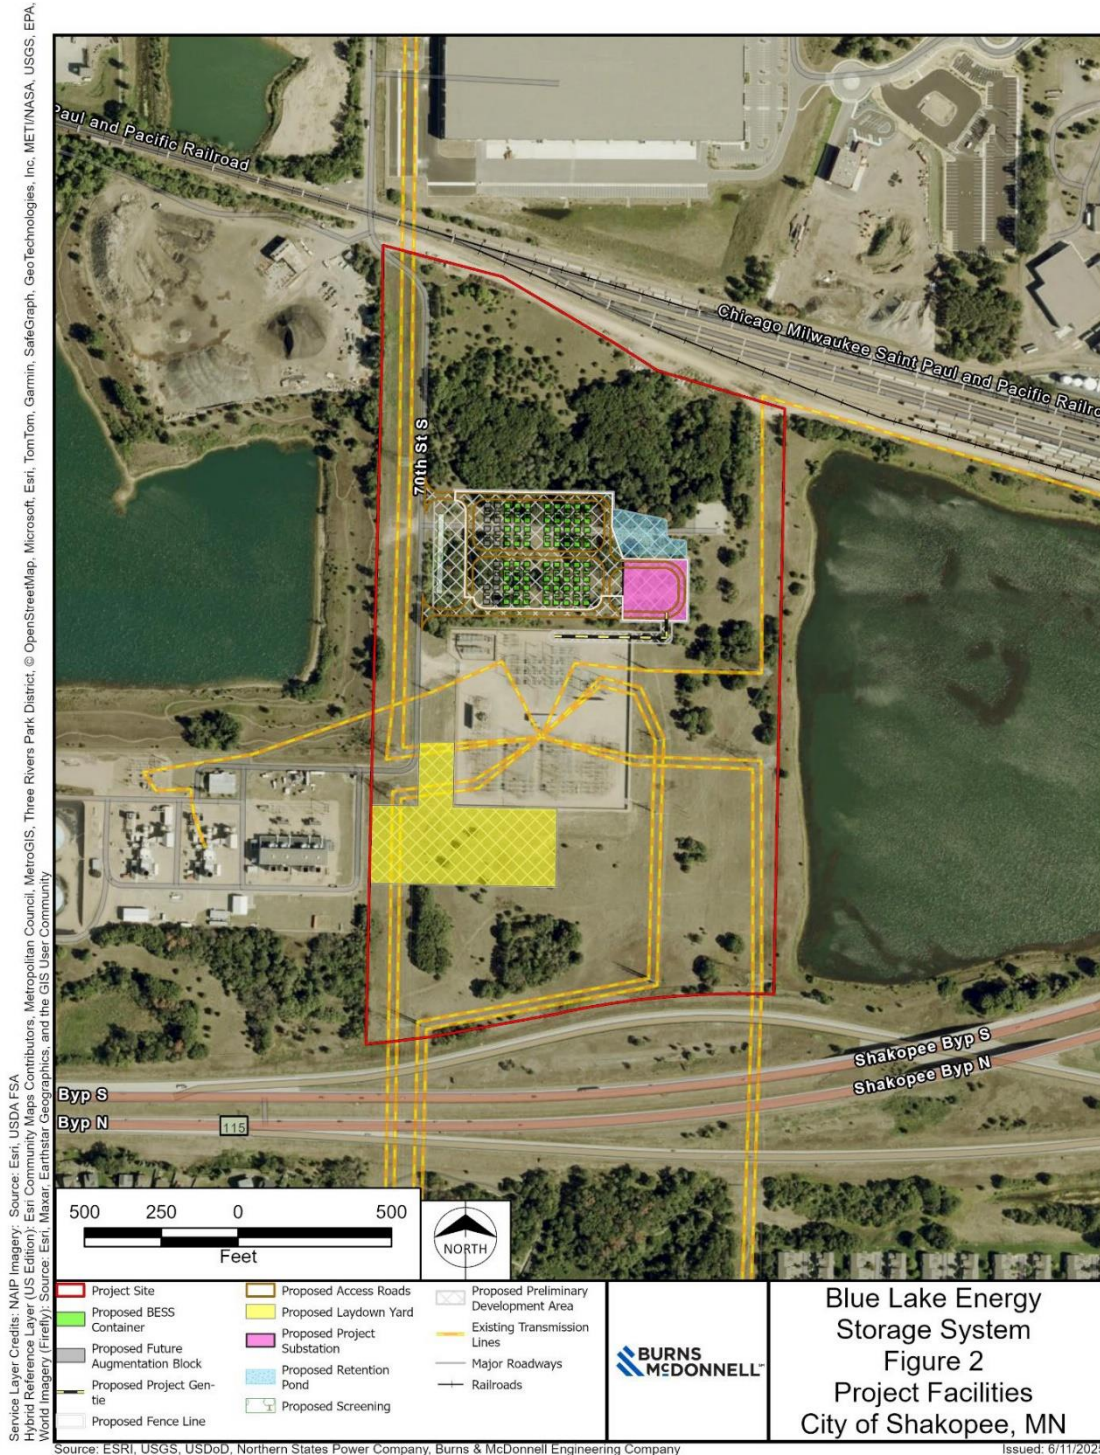 Service Layer Credits: NAIP Imagery: Source: Esri, USDA FSA
Hybrid Reference Layer (US Edition): Esri Community Maps Contributors, Metropolitan Council, MetroGIS, Three Rivers Park District, © OpenStreetMap, Microsoft, Esri, TomTom, Garmin, SafeGraph, GeoTechnologies, Inc, METI/NASA, USGS, EPA,
World Imagery (Firefly): Source: Esri, Maxar, Earthstar Geographics, and the GIS User Community
Paul and Pacific Railroad
Chicago Milwaukee Saint Paul and Pacific Railro
70th St S
Shakopee Byp S
Shakopee Byp N
Byp S
Byp N
115
500 250 0 500
Feet
NORTH
Project Site
Proposed BESS
Container
Proposed Future
Augmentation Block
Proposed Project Gen-
tie
Proposed Fence Line
Proposed Access Roads
Proposed Laydown Yard
Proposed Project
Substation
Proposed Retention
Pond
Proposed Screening
Proposed Preliminary
Development Area
Existing Transmission
Lines
Major Roadways
Railroads
BURNS
McDONNELL
Blue Lake Energy
Storage System
Figure 2
Project Facilities
City of Shakopee, MN
Source: ESRI, USGS, USDoD, Northern States Power Company, Burns & McDonnell Engineering Company
Issued: 6/11/2025